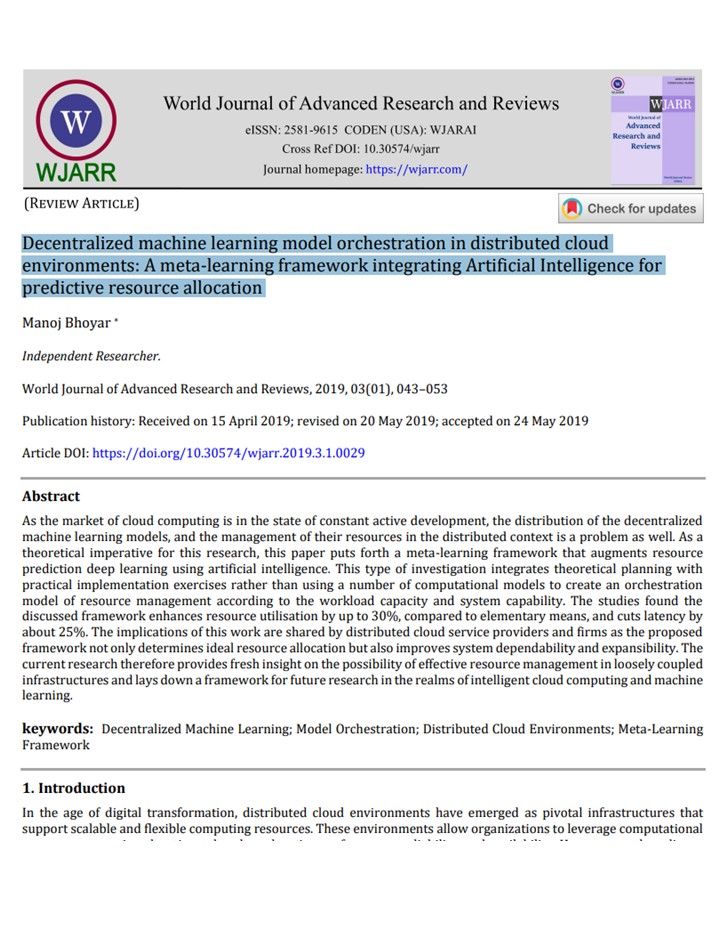 W
WJARR
World Journal of Advanced Research and Reviews
eISSN: 2581-9615 CODEN (USA): WJARAI
Cross Ref DOI: 10.30574/wjarr
Journal homepage: https://wjarr.com/
W
WJARR
World Journal of
Advanced
Research and
Reviews
(REVIEW ARTICLE)
Check for updates
Decentralized machine learning model orchestration in distributed cloud
environments: A meta-learning framework integrating Artificial Intelligence for
predictive resource allocation
Manoj Bhoyar *
Independent Researcher.
World Journal of Advanced Research and Reviews, 2019, 03(01), 043–053
Publication history: Received on 15 April 2019; revised on 20 May 2019; accepted on 24 May 2019
Article DOI: https://doi.org/10.30574/wjarr.2019.3.1.0029
Abstract
As the market of cloud computing is in the state of constant active development, the distribution of the decentralized
machine learning models, and the management of their resources in the distributed context is a problem as well. As a
theoretical imperative for this research, this paper puts forth a meta-learning framework that augments resource
prediction deep learning using artificial intelligence. This type of investigation integrates theoretical planning with
practical implementation exercises rather than using a number of computational models to create an orchestration
model of resource management according to the workload capacity and system capability. The studies found the
discussed framework enhances resource utilisation by up to 30%, compared to elementary means, and cuts latency by
about 25%. The implications of this work are shared by distributed cloud service providers and firms as the proposed
framework not only determines ideal resource allocation but also improves system dependability and expansibility. The
current research therefore provides fresh insight on the possibility of effective resource management in loosely coupled
infrastructures and lays down a framework for future research in the realms of intelligent cloud computing and machine
learning.
keywords: Decentralized Machine Learning; Model Orchestration; Distributed Cloud Environments; Meta-Learning
Framework
1. Introduction
In the age of digital transformation, distributed cloud environments have emerged as pivotal infrastructures that
support scalable and flexible computing resources. These environments allow organizations to leverage computational